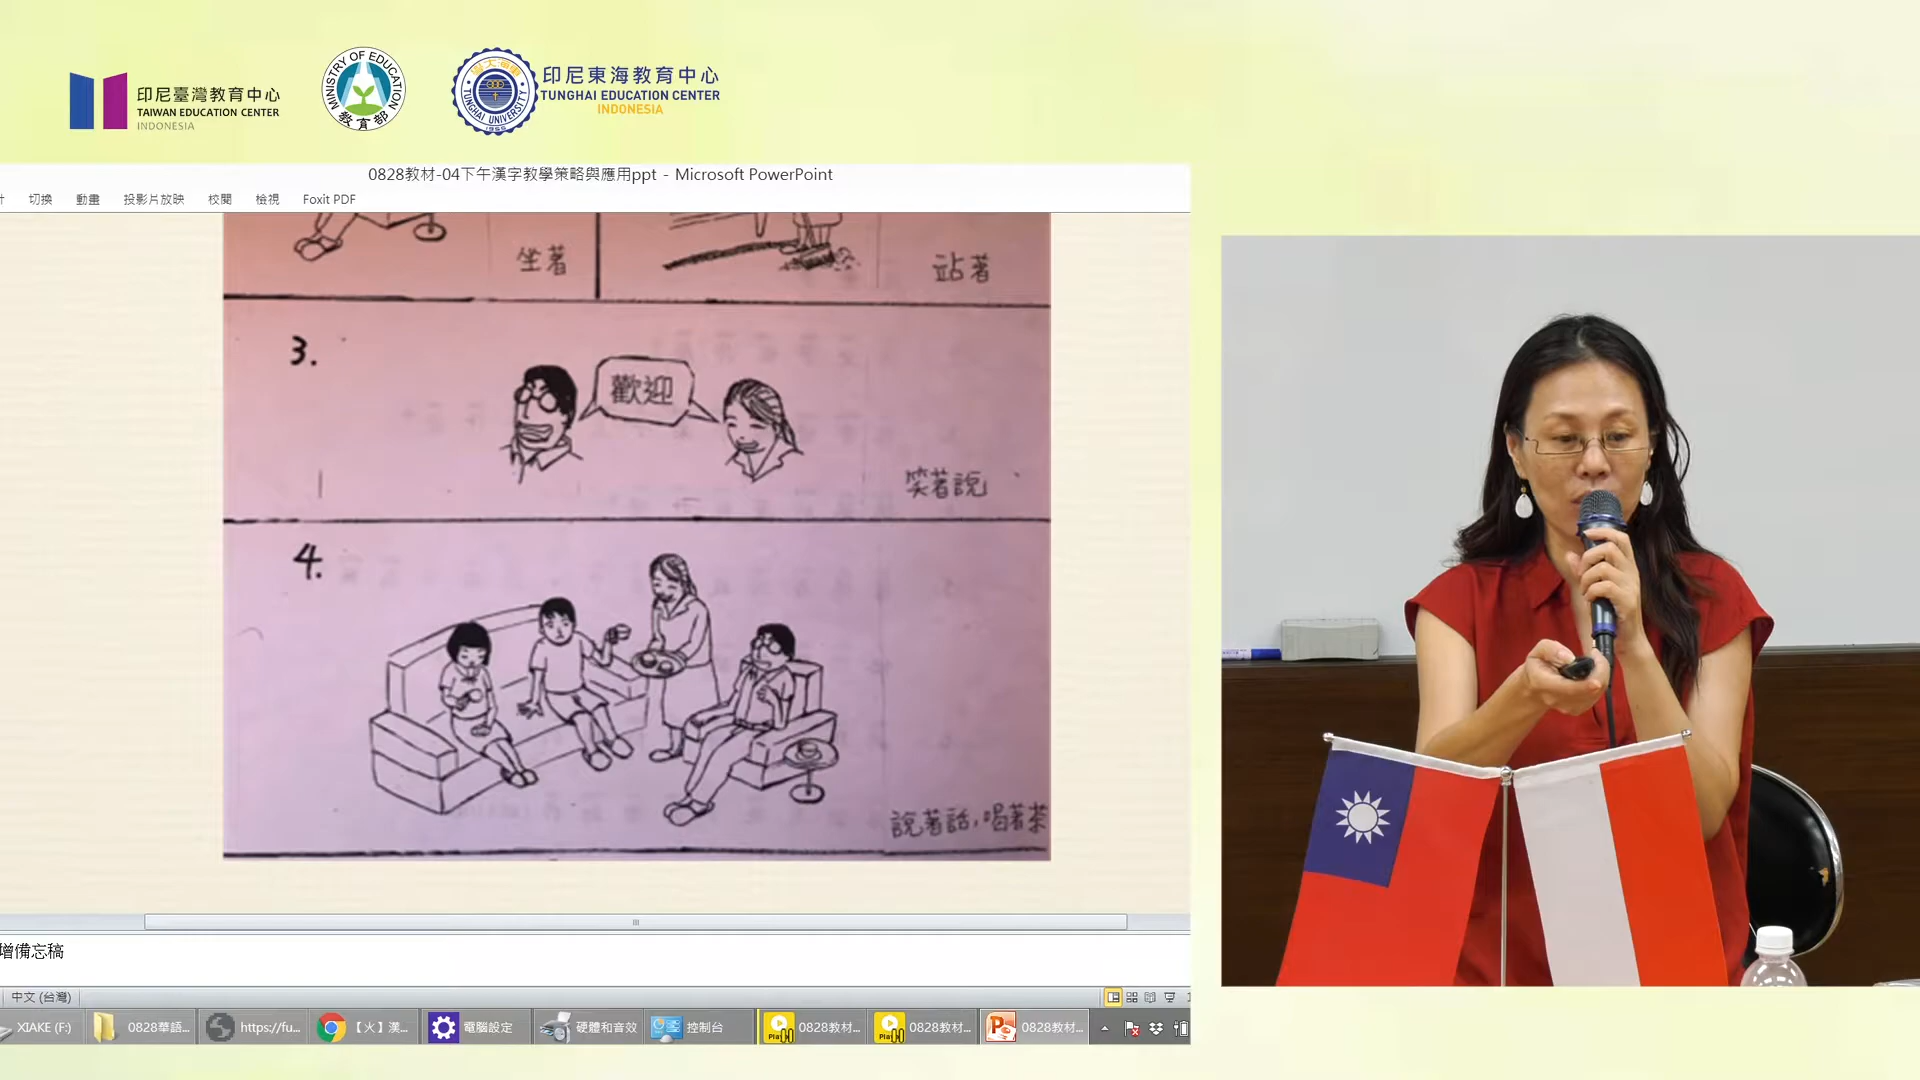 印尼臺灣教育中心
TAIWAN EDUCATION CENTER
INDONESIA
MINISTRY OF EDUCATION
教育部
TUNGHAI UNIVERSITY
1955
印尼東海教育中心
TUNGHAI EDUCATION CENTER
INDONESIA
0828教材-04下午漢字教學策略與應用ppt - Microsoft PowerPoint
切換 動畫 投影片放映 校閱 檢視 Foxit PDF
坐著
站著
3.
歡迎
笑著說
4.
說著話,喝著茶
增備忘稿
中文 (台灣)
XIAKE (F:) 0828華語... https://fu... 【火】漢... 電腦設定 硬體和音效 控制台 0828教材... 0828教材... 0828教材...